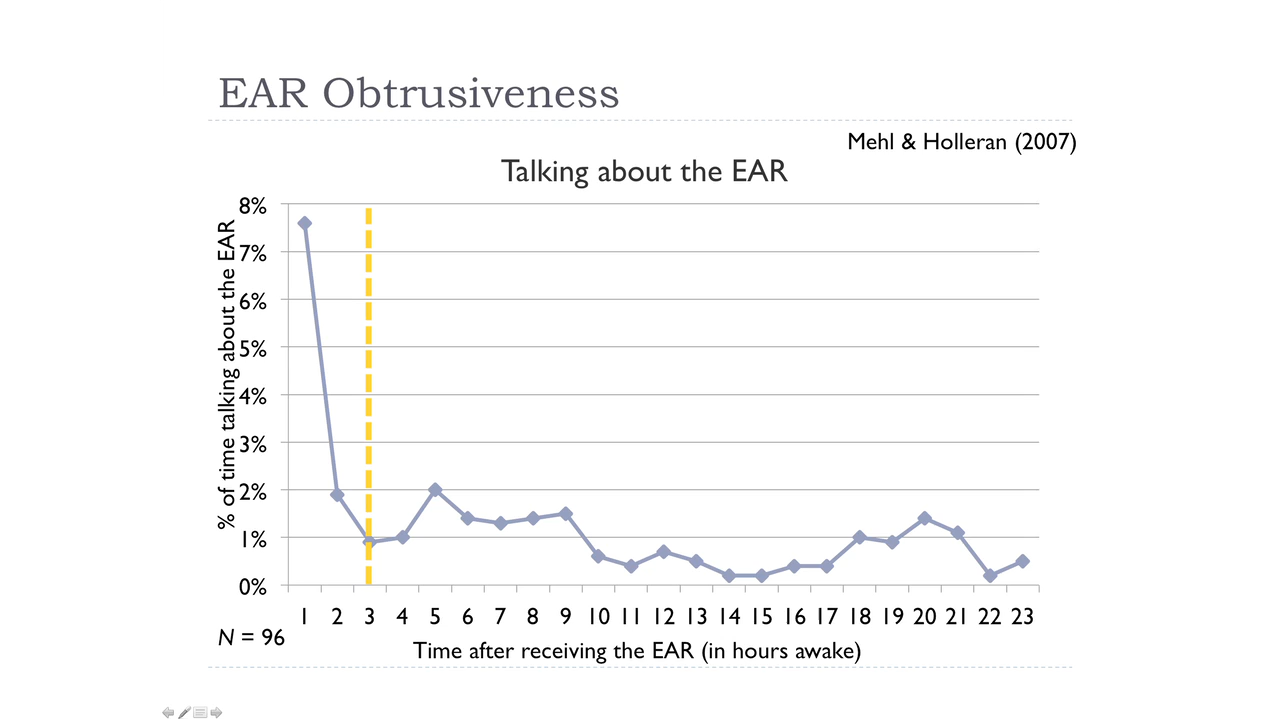 EAR Obtrusiveness
Mehl & Holleran (2007)
Talking about the EAR
% of time talking about the EAR
8%
7%
6%
5%
4%
3%
2%
1%
0%
1 2 3 4 5 6 7 8 9 10 11 12 13 14 15 16 17 18 19 20 21 22 23
N = 96
Time after receiving the EAR (in hours awake)